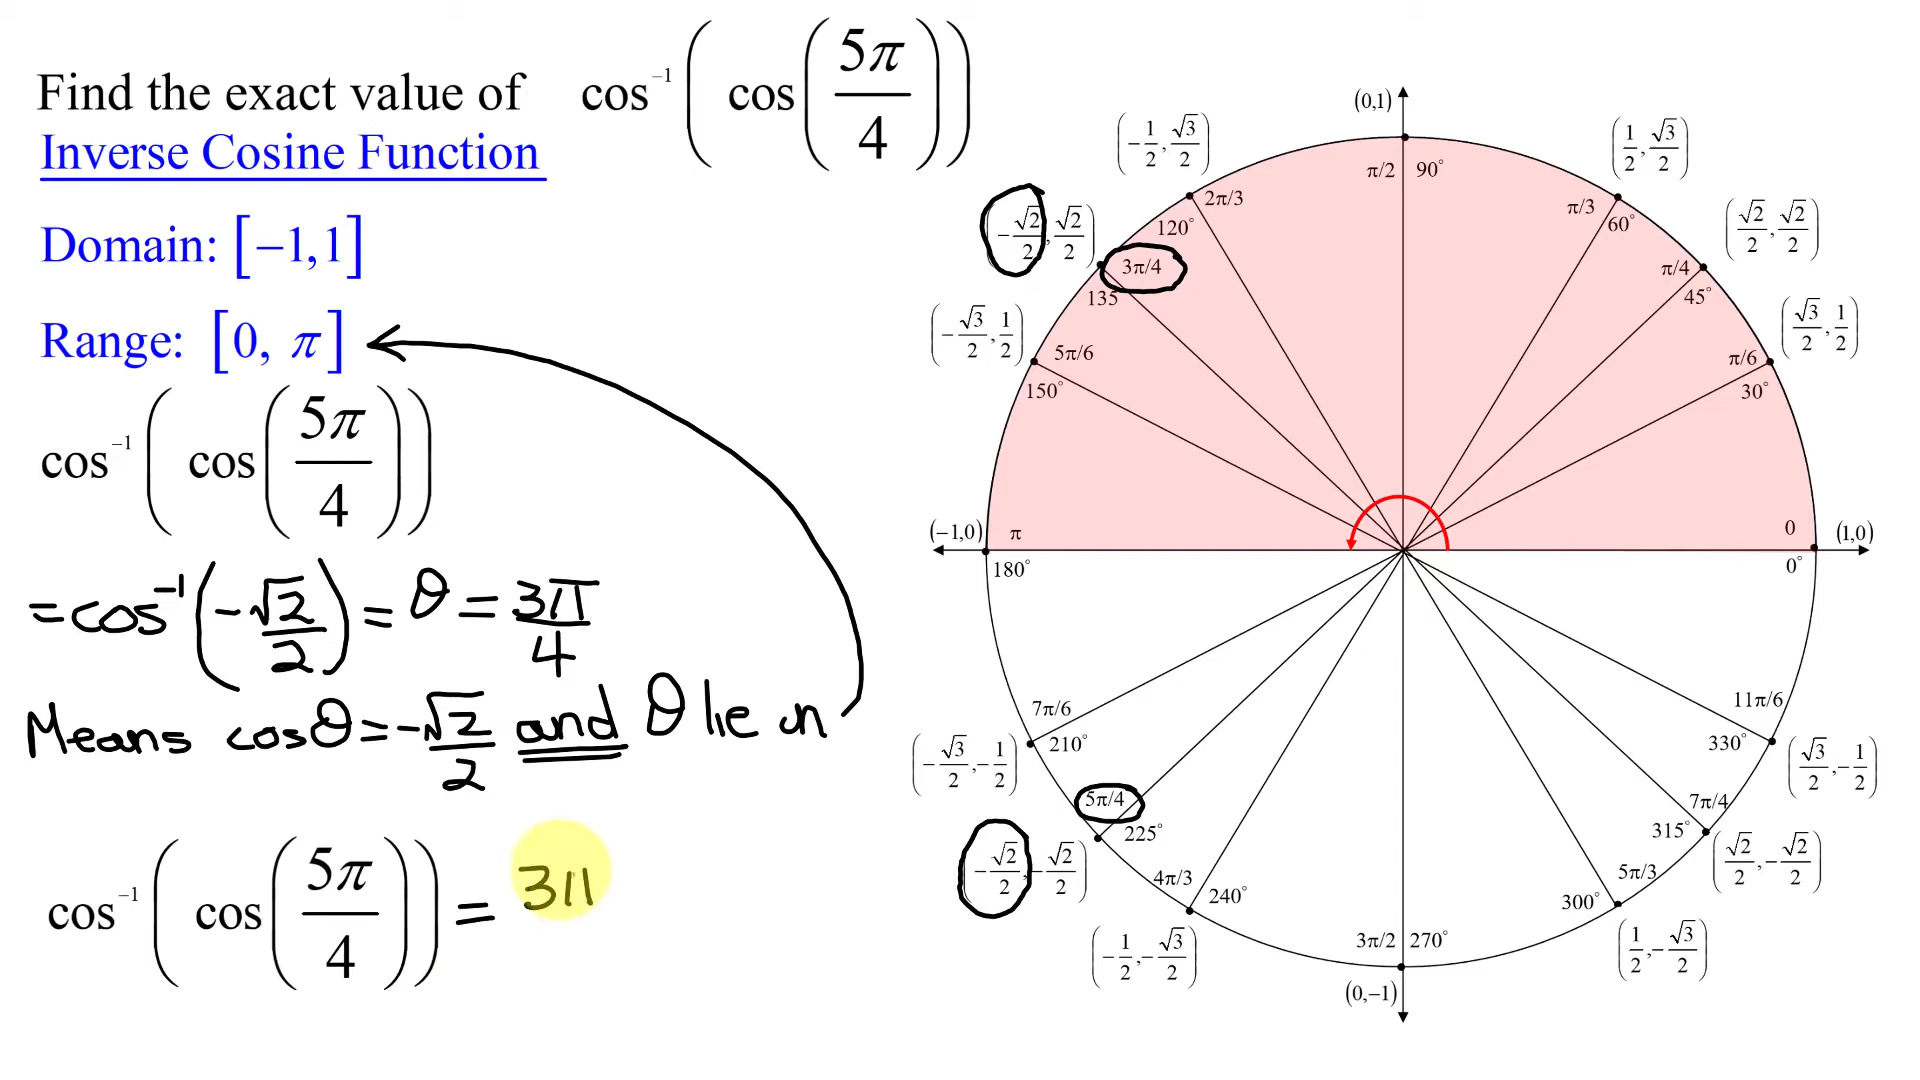 Find the exact value of cos⁻¹(cos(5π/4))
Inverse Cosine Function
Domain: [−1,1]
Range: [0, π]
cos⁻¹(cos(5π/4))
= cos⁻¹(−√2/2) = θ = 3π/4
Means cosθ = −√2/2 and θ lie in
cos⁻¹(cos(5π/4)) = 3π
(0,1)
(−1/2, √3/2)
(1/2, √3/2)
π/2 90°
2π/3
120°
π/3
60°
(−√2/2, √2/2)
(√2/2, √2/2)
3π/4
135
π/4
45°
(−√3/2, 1/2)
(√3/2, 1/2)
5π/6
150°
π/6
30°
(−1,0)
π
180°
0
0°
(1,0)
7π/6
210°
11π/6
330°
(−√3/2, −1/2)
(√3/2, −1/2)
5π/4
225°
7π/4
315°
(−√2/2, −√2/2)
(√2/2, −√2/2)
4π/3
240°
5π/3
300°
3π/2 270°
(−1/2, −√3/2)
(1/2, −√3/2)
(0,−1)